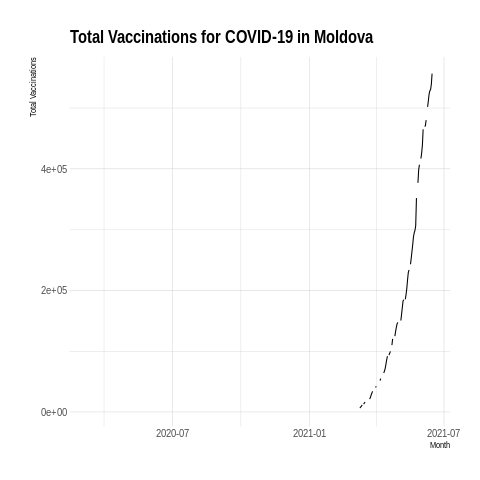 Total Vaccinations for COVID-19 in Moldova
Total Vaccinations
4e+05
2e+05
0e+00
2020-07
2021-01
2021-07
Month